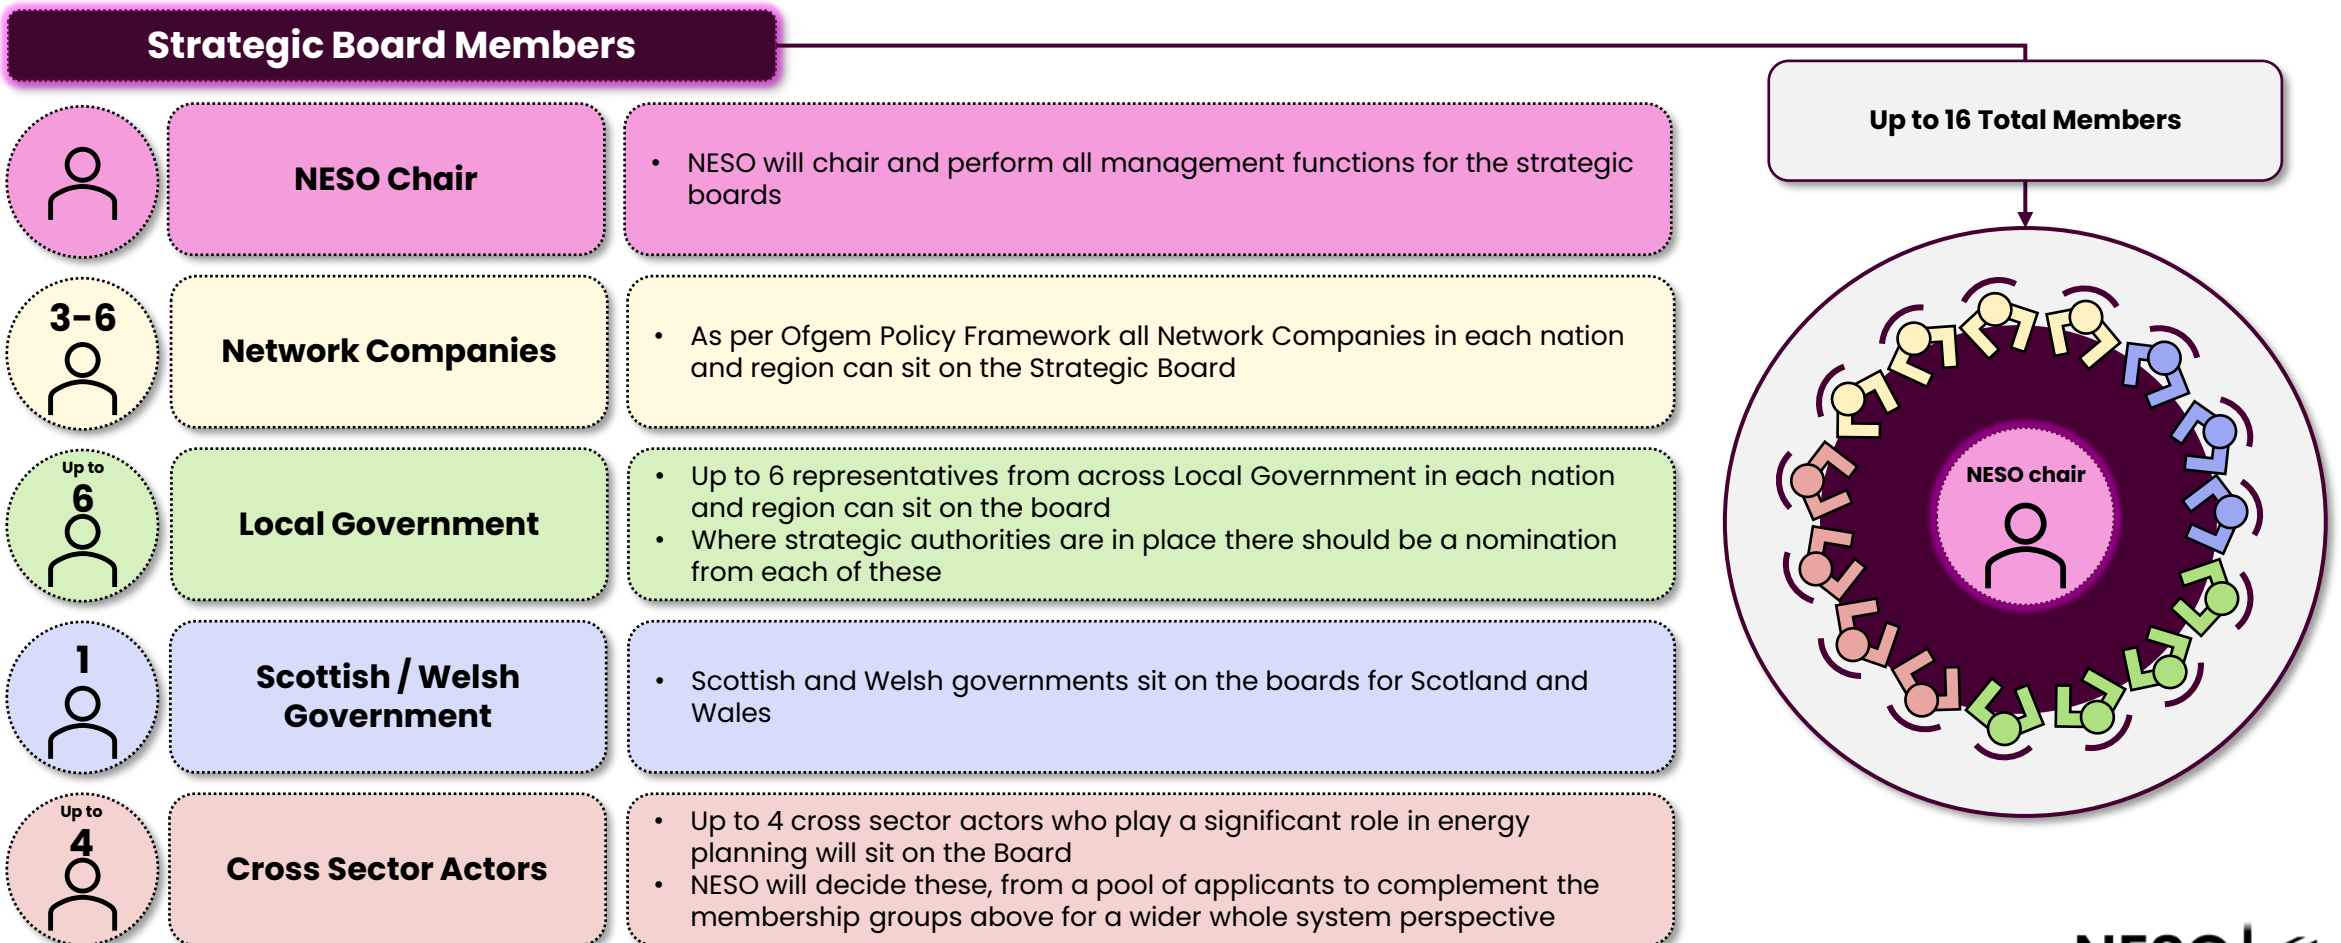 Strategic Board Members
Up to 16 Total Members
NESO Chair
• NESO will chair and perform all management functions for the strategic
boards
3-6
Network Companies
• As per Ofgem Policy Framework all Network Companies in each nation
and region can sit on the Strategic Board
Up to
6
Local Government
• Up to 6 representatives from across Local Government in each nation
and region can sit on the board
• Where strategic authorities are in place there should be a nomination
from each of these
1
Scottish / Welsh
Government
• Scottish and Welsh governments sit on the boards for Scotland and
Wales
Up to
4
Cross Sector Actors
• Up to 4 cross sector actors who play a significant role in energy
planning will sit on the Board
• NESO will decide these, from a pool of applicants to complement the
membership groups above for a wider whole system perspective
NESO chair
NESO